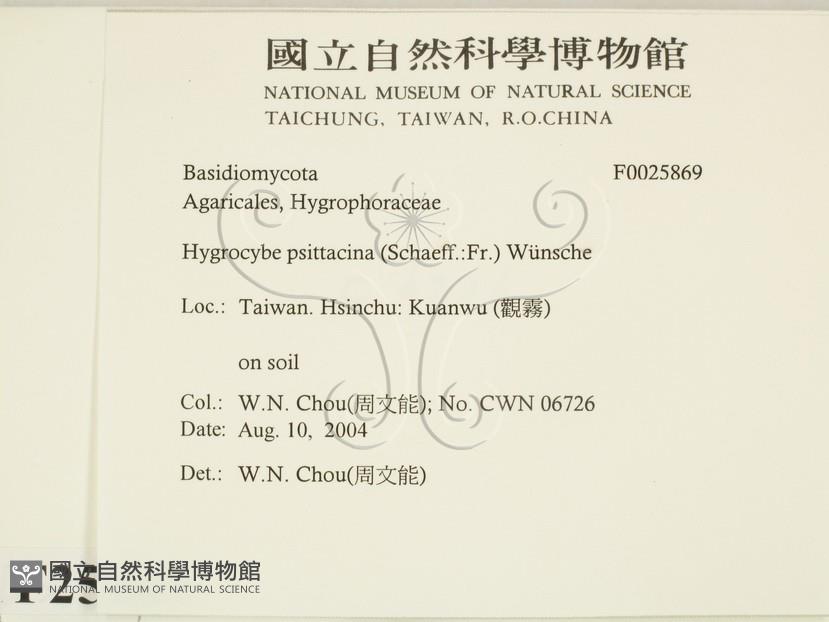 國立自然科學博物館
NATIONAL MUSEUM OF NATURAL SCIENCE
TAICHUNG, TAIWAN, R.O.CHINA
Basidiomycota F0025869
Agaricales, Hygrophoraceae
Hygrocybe psittacina (Schaeff.:Fr.) Wünsche
Loc.: Taiwan. Hsinchu: Kuanwu (觀霧)
on soil
Col.: W.N. Chou(周文能); No. CWN 06726
Date: Aug. 10, 2004
Det.: W.N. Chou(周文能)
國立自然科學博物館
NATIONAL MUSEUM OF NATURAL SCIENCE